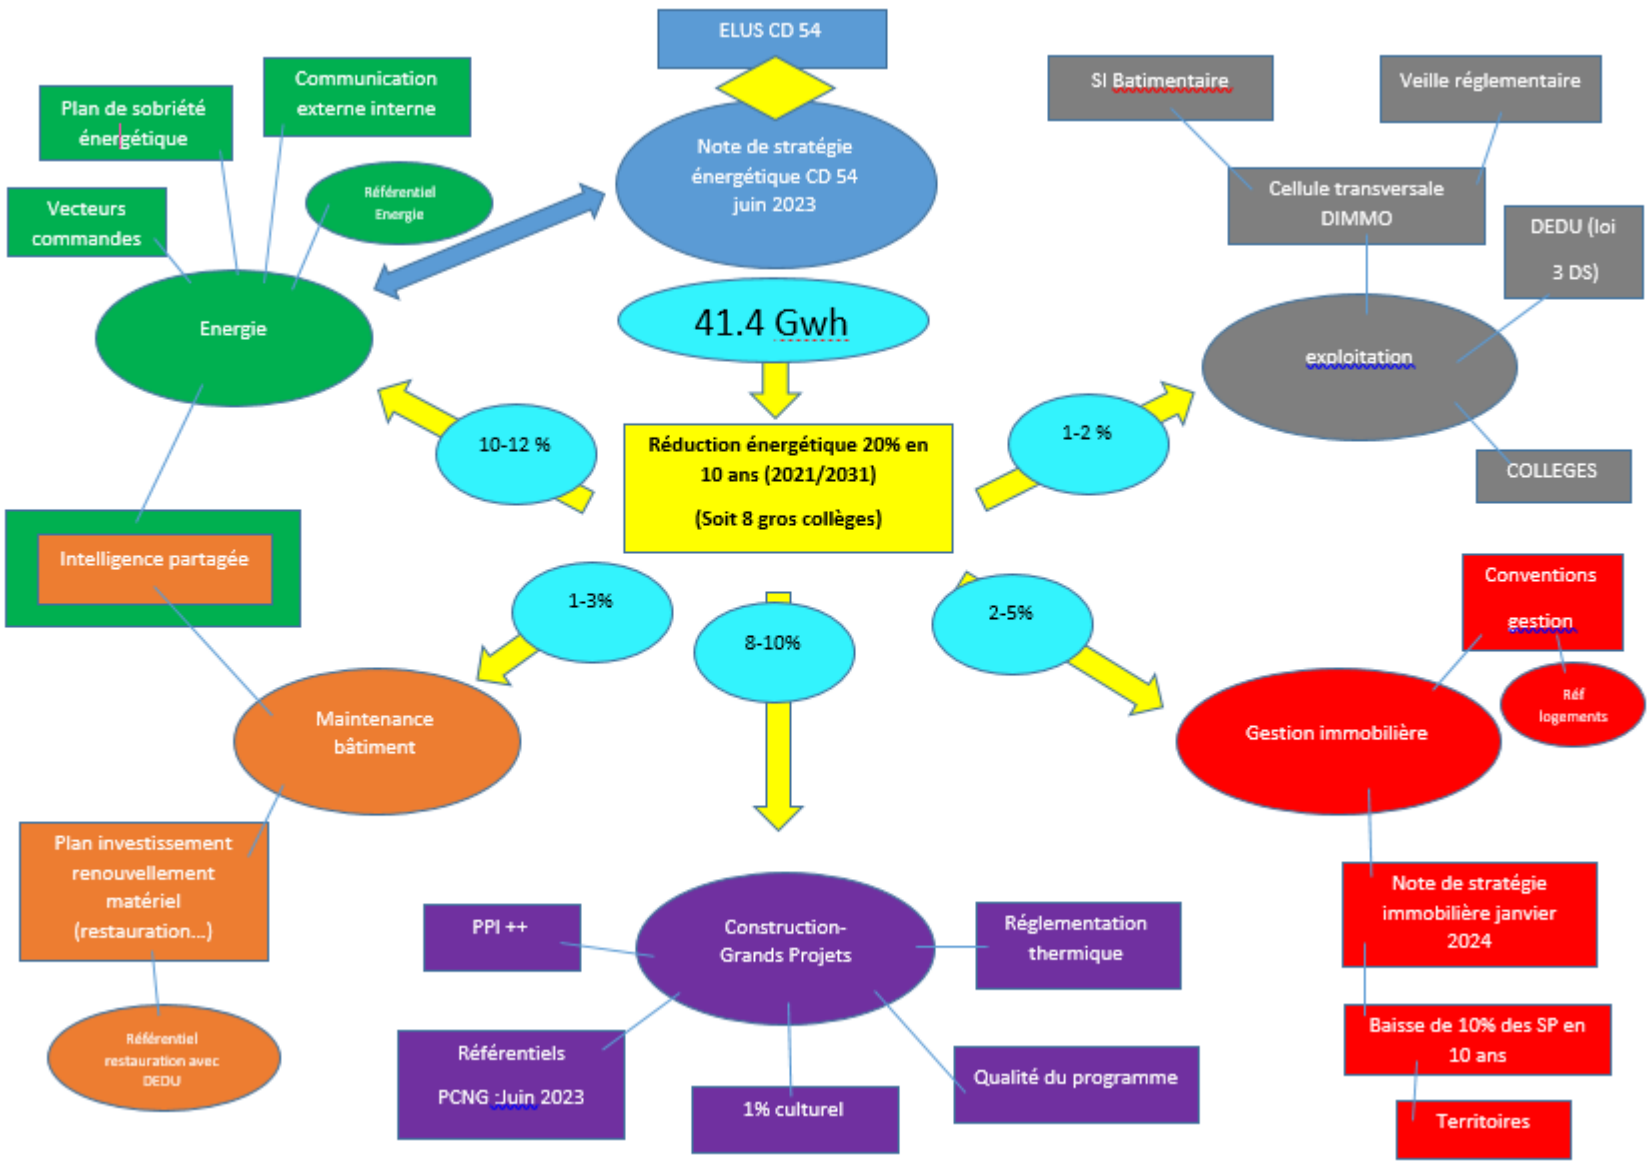 ELUS CD 54
Note de stratégie
énergétique CD 54
juin 2023
41.4 Gwh
Réduction énergétique 20% en
10 ans (2021/2031)
(Soit 8 gros collèges)
Communication
externe interne
Plan de sobriété
énergétique
Référentiel
Energie
Vecteurs
commandes
Energie
10-12 %
Intelligence partagée
1-3%
Maintenance
bâtiment
Plan investissement
renouvellement
matériel
(restauration...)
Référentiel
restauration avec
DEDU
8-10%
Construction-
Grands Projets
PPI ++
Réglementation
thermique
Référentiels
PCNG :Juin 2023
1% culturel
Qualité du programme
1-2 %
SI Batimentaire
Veille réglementaire
Cellule transversale
DIMMO
DEDU (loi
3 DS)
exploitation
COLLEGES
2-5%
Conventions
gestion
Réf
logements
Gestion immobilière
Note de stratégie
immobilière janvier
2024
Baisse de 10% des SP en
10 ans
Territoires